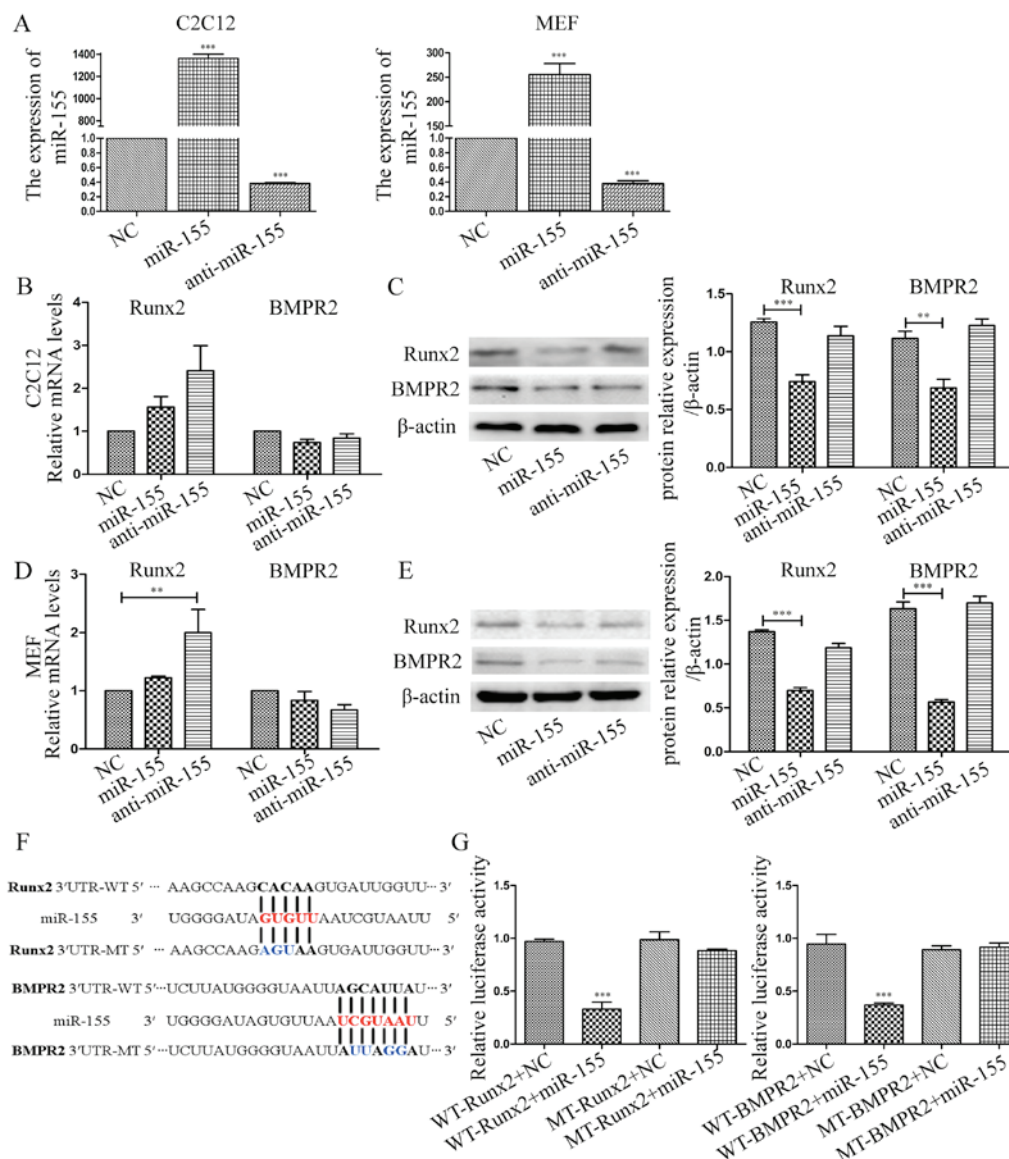 A
C2C12
MEF
The expression of
miR-155
1400
1200
1000
800
1.0
0.8
0.6
0.4
0.2
0.0
***
***
NC
miR-155
anti-miR-155
The expression of
miR-155
300
250
200
150
100
1.0
0.8
0.6
0.4
0.2
0.0
***
***
NC
miR-155
anti-miR-155
B
C2C12
Relative mRNA levels
4
3
2
1
0
Runx2
BMPR2
NC
miR-155
anti-miR-155
NC
miR-155
anti-miR-155
C
Runx2
BMPR2
β-actin
NC
miR-155
anti-miR-155
protein relative expression
/β-actin
1.5
1.0
0.5
0.0
Runx2
BMPR2
***
**
NC
miR-155
anti-miR-155
NC
miR-155
anti-miR-155
D
MEF
Relative mRNA levels
3
2
1
0
Runx2
BMPR2
**
NC
miR-155
anti-miR-155
NC
miR-155
anti-miR-155
E
Runx2
BMPR2
β-actin
NC
miR-155
anti-miR-155
protein relative expression
/β-actin
2.0
1.5
1.0
0.5
0.0
Runx2
BMPR2
***
***
NC
miR-155
anti-miR-155
NC
miR-155
anti-miR-155
F
Runx2 3′UTR-WT 5′ ··· AAGCCAAGCACAAGUGAUUGGUU··· 3′
miR-155 3′ UGGGGAUAGUGUUAAUCGUAAUU 5′
Runx2 3′UTR-MT 5′ ··· AAGCCAAGAGUAAGUGAUUGGUU··· 3′
BMPR2 3′UTR-WT 5′···UCUUAUGGGGUAAUUAGCAUUAU··· 3′
miR-155 3′ UGGGGAUAGUGUUAAUCGUAAUU 5′
BMPR2 3′UTR-MT 5′···UCUUAUGGGGUAAUUAUUAGGAU··· 3′
G
Relative luciferase activity
1.5
1.0
0.5
0.0
***
WT-Runx2+NC
WT-Runx2+miR-155
MT-Runx2+NC
MT-Runx2+miR-155
Relative luciferase activity
1.5
1.0
0.5
0.0
***
WT-BMPR2+NC
WT-BMPR2+miR-155
MT-BMPR2+NC
MT-BMPR2+miR-155